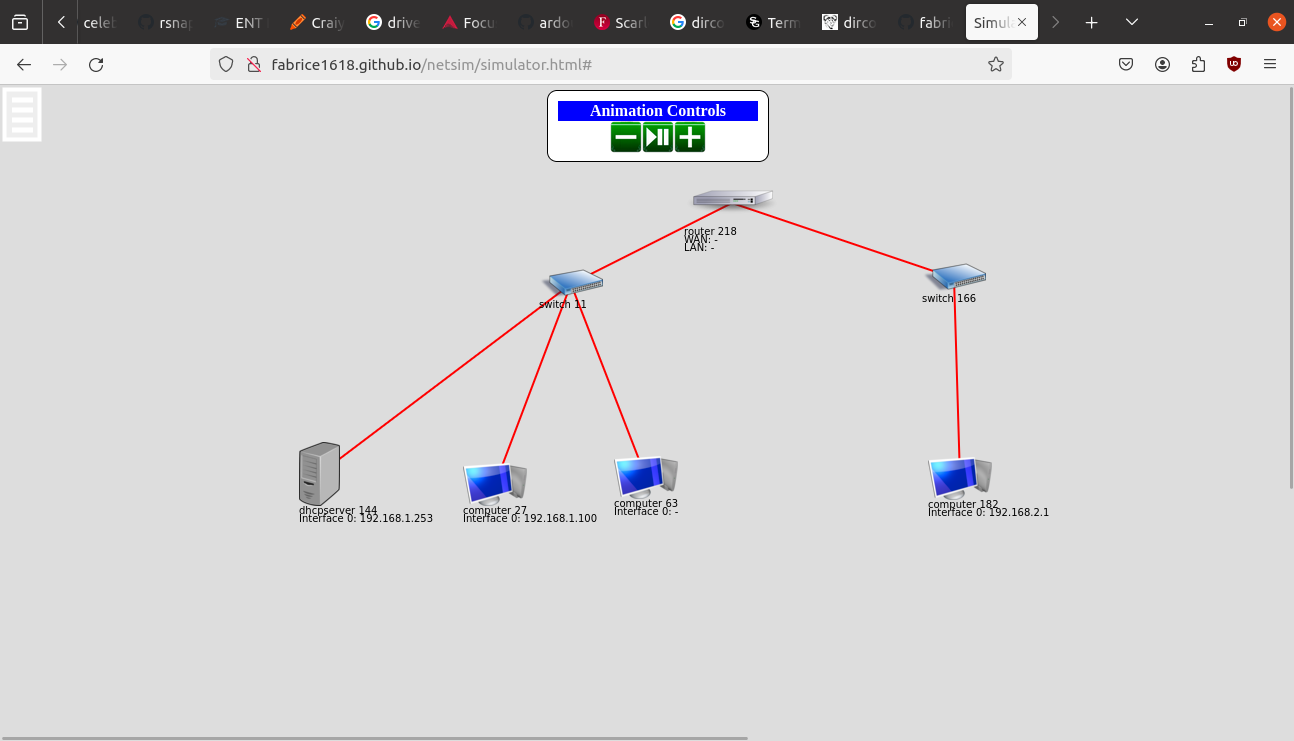 celeb
rsnap
ENT
Craiy
drive
Focu
ardo
Scarl
dirco
Term
dirco
fabri
Simul
fabrice1618.github.io/netsim/simulator.html#
Animation Controls
router 218
WAN: -
LAN: -
switch 11
switch 166
dhcpserver 144
Interface 0: 192.168.1.253
computer 27
Interface 0: 192.168.1.100
computer 63
Interface 0: -
computer 182
Interface 0: 192.168.2.1